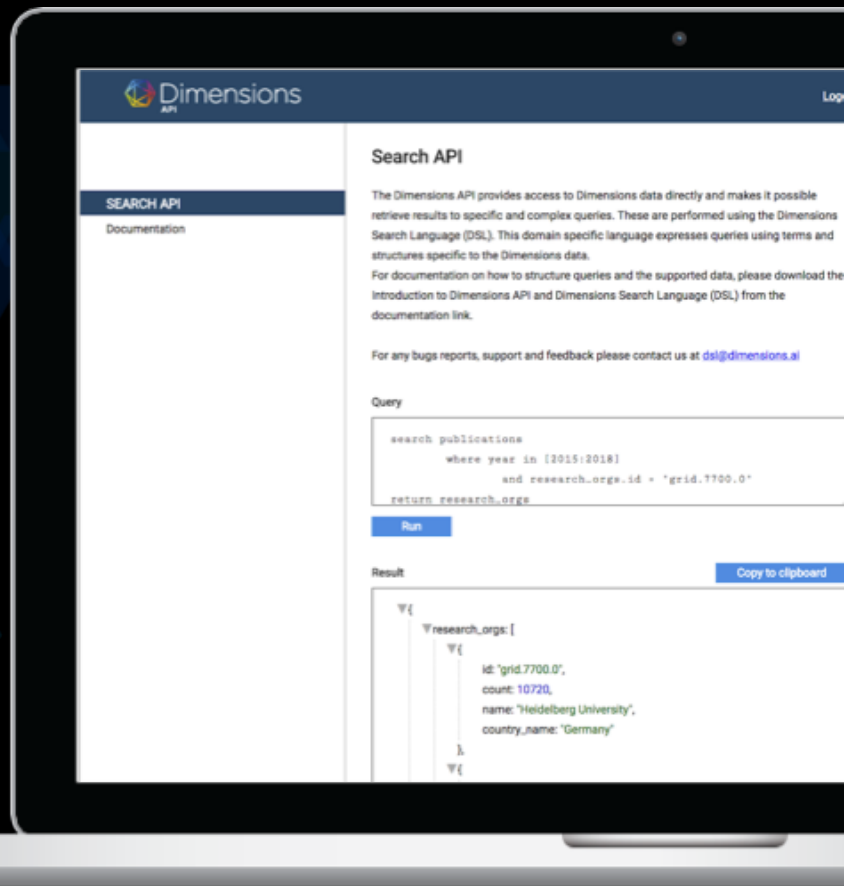 Dimensions
API
SEARCH API
Documentation
Search API
The Dimensions API provides access to Dimensions data directly and makes it possible
retrieve results to specific and complex queries. These are performed using the Dimensions
Search Language (DSL). This domain specific language expresses queries using terms and
structures specific to the Dimensions data.
For documentation on how to structure queries and the supported data, please download the
Introduction to Dimensions API and Dimensions Search Language (DSL) from the
documentation link.
For any bugs reports, support and feedback please contact us at dsl@dimensions.ai
Query
search publications
where year in [2015:2018]
and research_orgs.id = "grid.7700.0"
return research_orgs
Run
Result
Copy to clipboard
{
research_orgs: [
{
id: "grid.7700.0",
count: 10720,
name: "Heidelberg University",
country_name: "Germany"
},
{